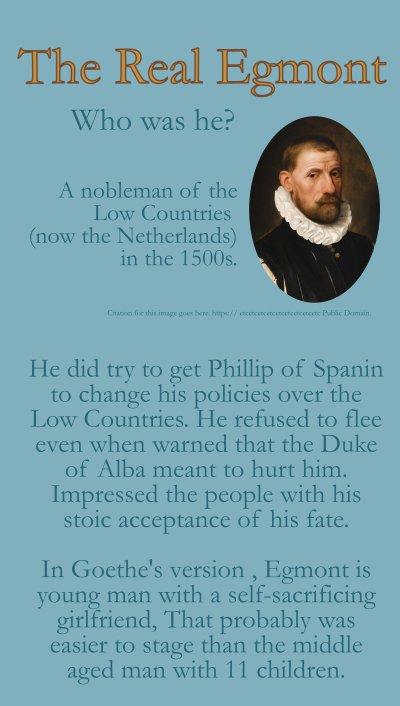 The Real Egmont
Who was he?
A nobleman of the
Low Countries
(now the Netherlands)
in the 1500s.
Citation for this image goes here. https:// etcetcetcetcetcetcetcetcetc Public Domain.
He did try to get Phillip of Spanin
to change his policies over the
Low Countries. He refused to flee
even when warned that the Duke
of Alba meant to hurt him.
Impressed the people with his
stoic acceptance of his fate.
In Goethe's version , Egmont is
young man with a self-sacrificing
girlfriend, That probably was
easier to stage than the middle
aged man with 11 children.